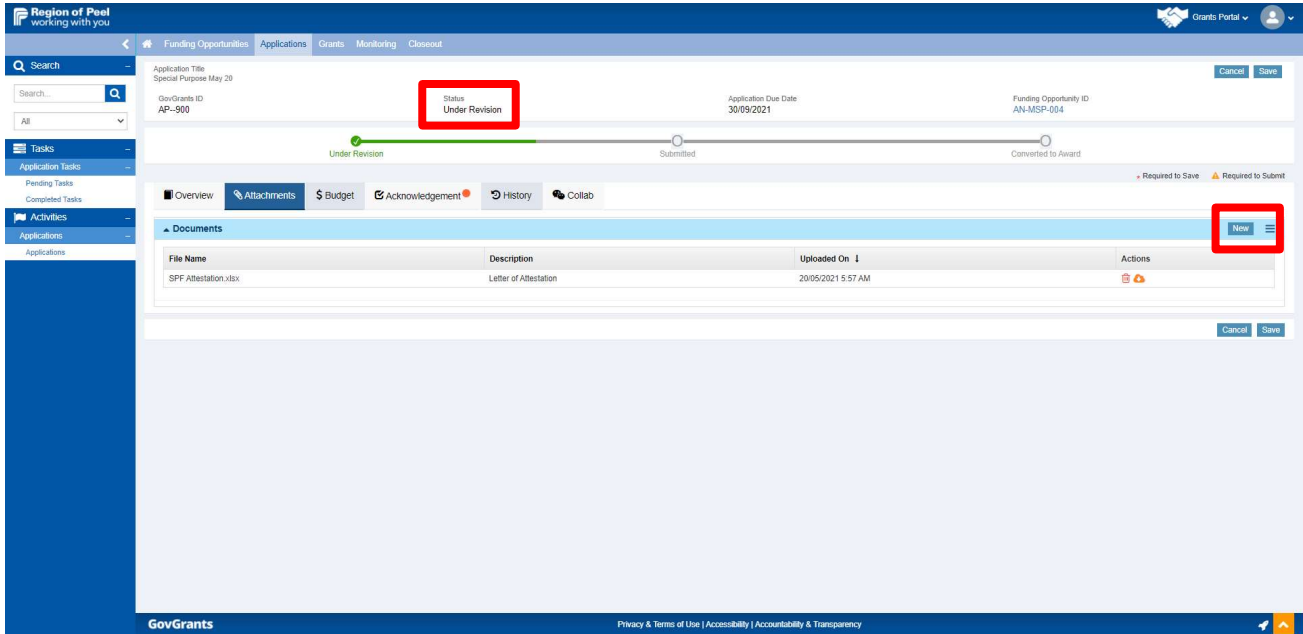 Region of Peel
working with you
Grants Portal
Funding Opportunities Applications Grants Monitoring Closeout
Search
Search...
All
Tasks
Application Tasks
Pending Tasks
Completed Tasks
Activities
Applications
Applications
Application Title
Special Purpose May 20
Cancel Save
GovGrants ID Status Application Due Date Funding Opportunity ID
AP--900 Under Revision 30/09/2021 AN-MSP-004
Under Revision Submitted Converted to Award
Required to Save Required to Submit
Overview Attachments $ Budget Acknowledgement History Collab
Documents New
File Name Description Uploaded On ↓ Actions
SPF Attestation.xlsx Letter of Attestation 20/05/2021 5:57 AM
Cancel Save
GovGrants Privacy & Terms of Use | Accessibility | Accountability & Transparency